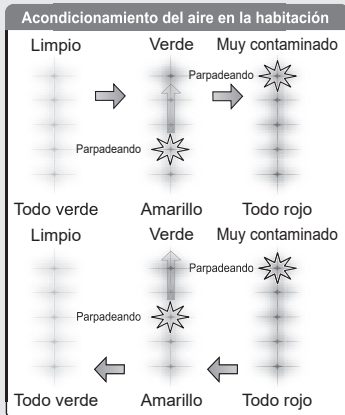 Acondicionamiento del aire en la habitación
Limpio Verde Muy contaminado
Parpadeando
Parpadeando
Todo verde Amarillo Todo rojo
Limpio Verde Muy contaminado
Parpadeando
Parpadeando
Todo verde Amarillo Todo rojo